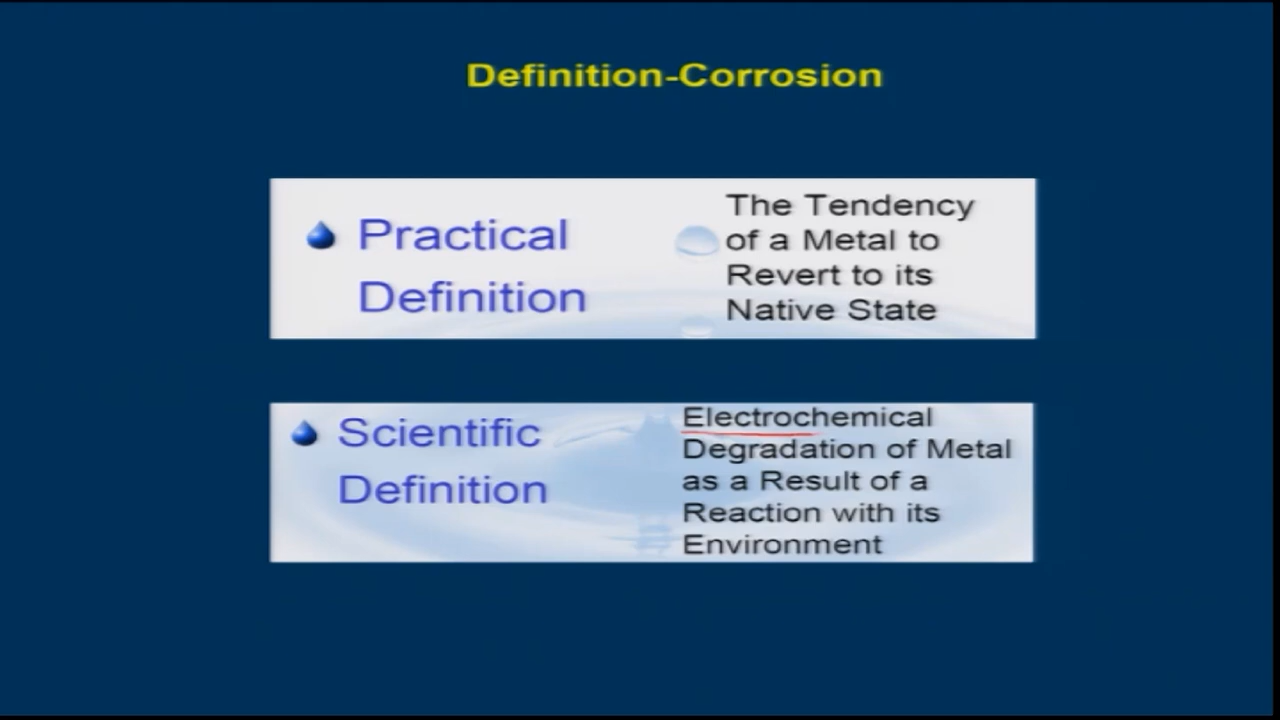 Definition-Corrosion
Practical
Definition
The Tendency
of a Metal to
Revert to its
Native State
Scientific
Definition
Electrochemical
Degradation of Metal
as a Result of a
Reaction with its
Environment